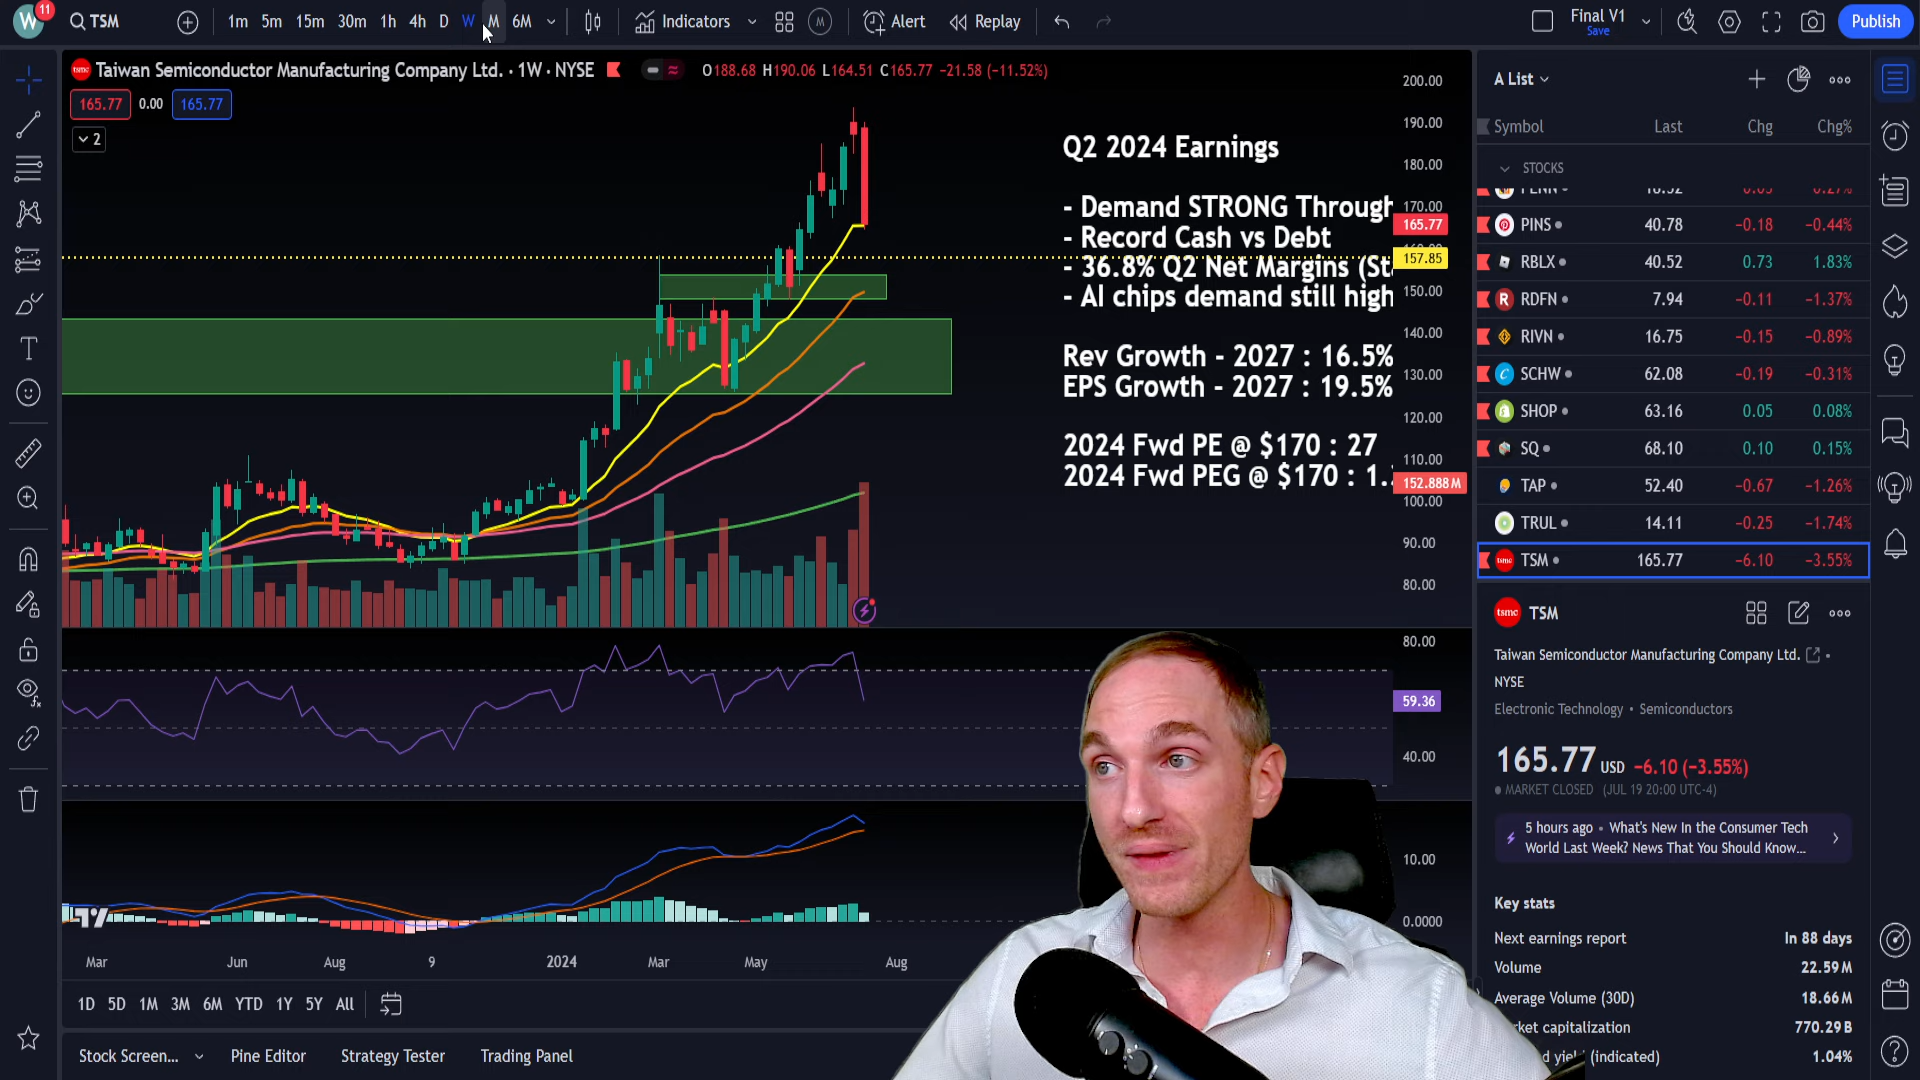 W 11 TSM 1m 5m 15m 30m 1h 4h D W M 6M Indicators M Alert Replay Final V1 Save Publish
tsmc Taiwan Semiconductor Manufacturing Company Ltd. · 1W · NYSE O188.68 H190.06 L164.51 C165.77 −21.58 (−11.52%)
165.77 0.00 165.77
2
Q2 2024 Earnings
- Demand STRONG Through
- Record Cash vs Debt
- 36.8% Q2 Net Margins
- AI chips demand still high
Rev Growth - 2027 : 16.5%
EPS Growth - 2027 : 19.5%
2024 Fwd PE @ $170 : 27
2024 Fwd PEG @ $170 :
200.00
190.00
180.00
170.00
165.77
157.85
150.00
140.00
130.00
120.00
110.00
152.888M
100.00
90.00
80.00
80.00
59.36
40.00
10.00
0.0000
Mar Jun Aug 9 2024 Mar May Aug
1D 5D 1M 3M 6M YTD 1Y 5Y All
Stock Screen... Pine Editor Strategy Tester Trading Panel
A List
Symbol Last Chg Chg%
STOCKS
PINS 40.78 −0.18 −0.44%
RBLX 40.52 0.73 1.83%
RDFN 7.94 −0.11 −1.37%
RIVN 16.75 −0.15 −0.89%
SCHW 62.08 −0.19 −0.31%
SHOP 63.16 0.05 0.08%
SQ 68.10 0.10 0.15%
TAP 52.40 −0.67 −1.26%
TRUL 14.11 −0.25 −1.74%
tsmc TSM 165.77 −6.10 −3.55%
tsmc TSM
Taiwan Semiconductor Manufacturing Company Ltd.
NYSE
Electronic Technology • Semiconductors
165.77 USD −6.10 (−3.55%)
MARKET CLOSED (JUL 19 20:00 UTC-4)
5 hours ago • What's New In the Consumer Tech
World Last Week? News That You Should Know...
Key stats
Next earnings report In 88 days
Volume 22.59M
Average Volume (30D) 18.66M
capitalization 770.29B
(indicated) 1.04%